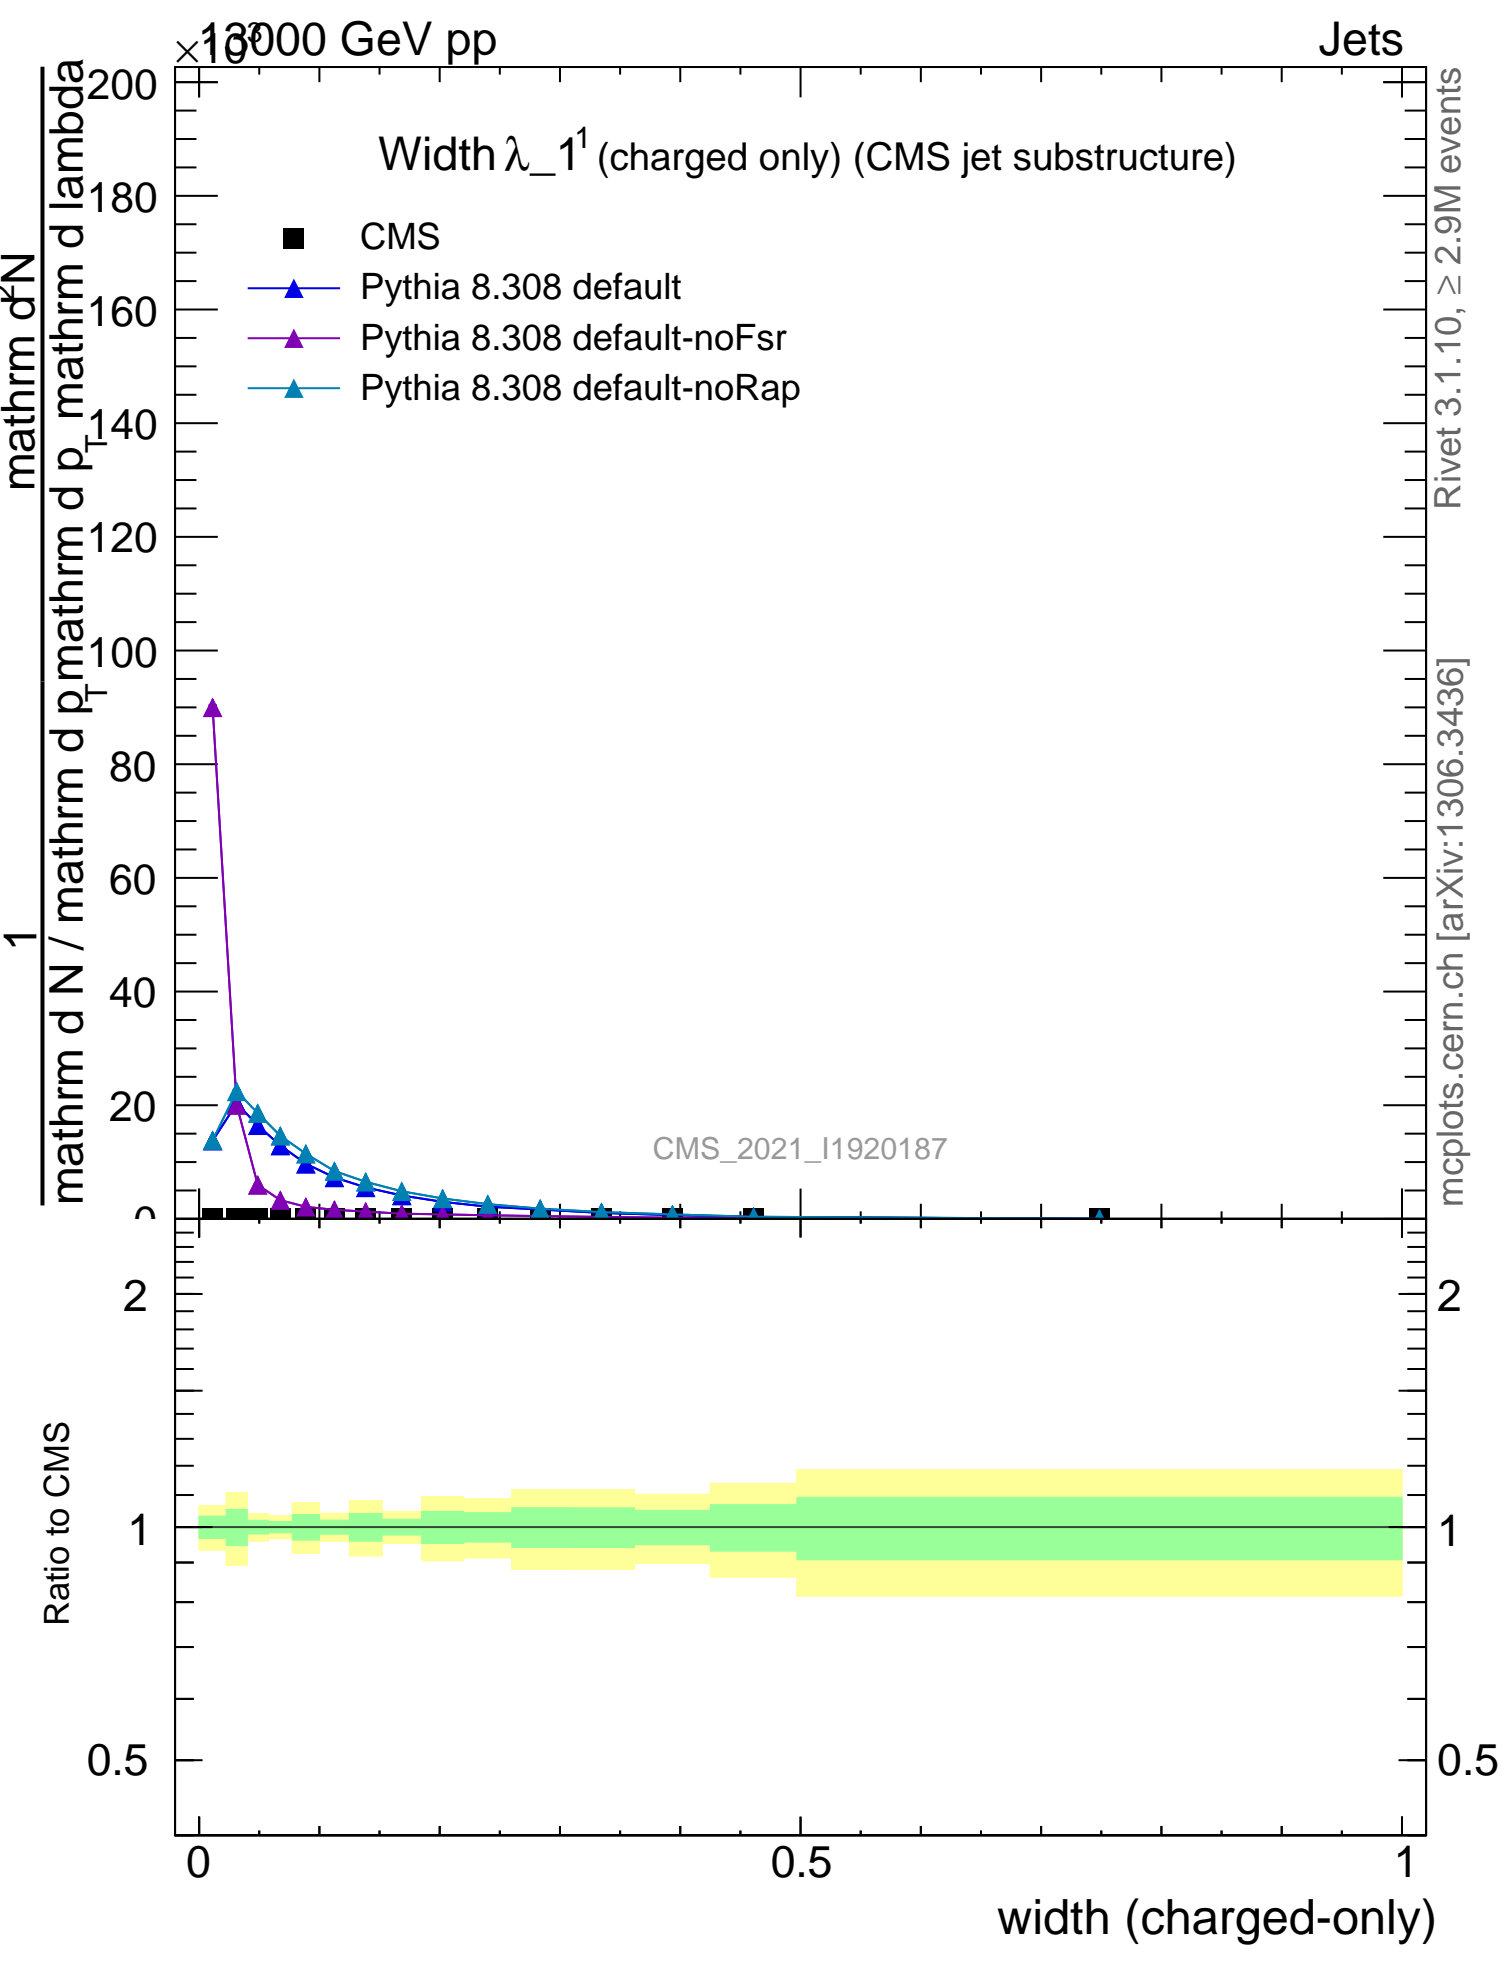 ×10³
13000 GeV pp
Jets
Width λ_1¹ (charged only) (CMS jet substructure)
CMS
Pythia 8.308 default
Pythia 8.308 default-noFsr
Pythia 8.308 default-noRap
200
180
160
140
120
100
80
60
40
20
0
mathrm d²N
mathrm d p_T mathrm d lambda
1
mathrm d N / mathrm d p_T mathrm d
CMS_2021_I1920187
Rivet 3.1.10, ≥ 2.9M events
mcplots.cern.ch [arXiv:1306.3436]
Ratio to CMS
2
1
0.5
2
1
0.5
0
0.5
1
width (charged-only)